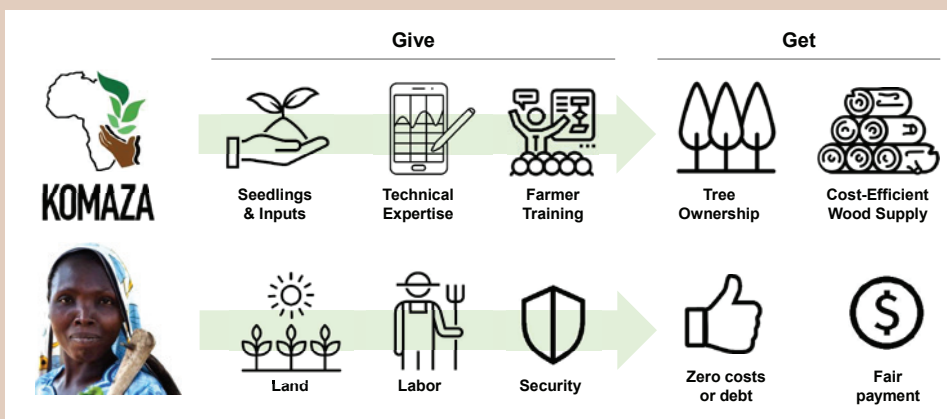 Give
Get
KOMAZA
Seedlings
& Inputs
Technical
Expertise
Farmer
Training
Tree
Ownership
Cost-Efficient
Wood Supply
Land
Labor
Security
$
Zero costs
or debt
Fair
payment